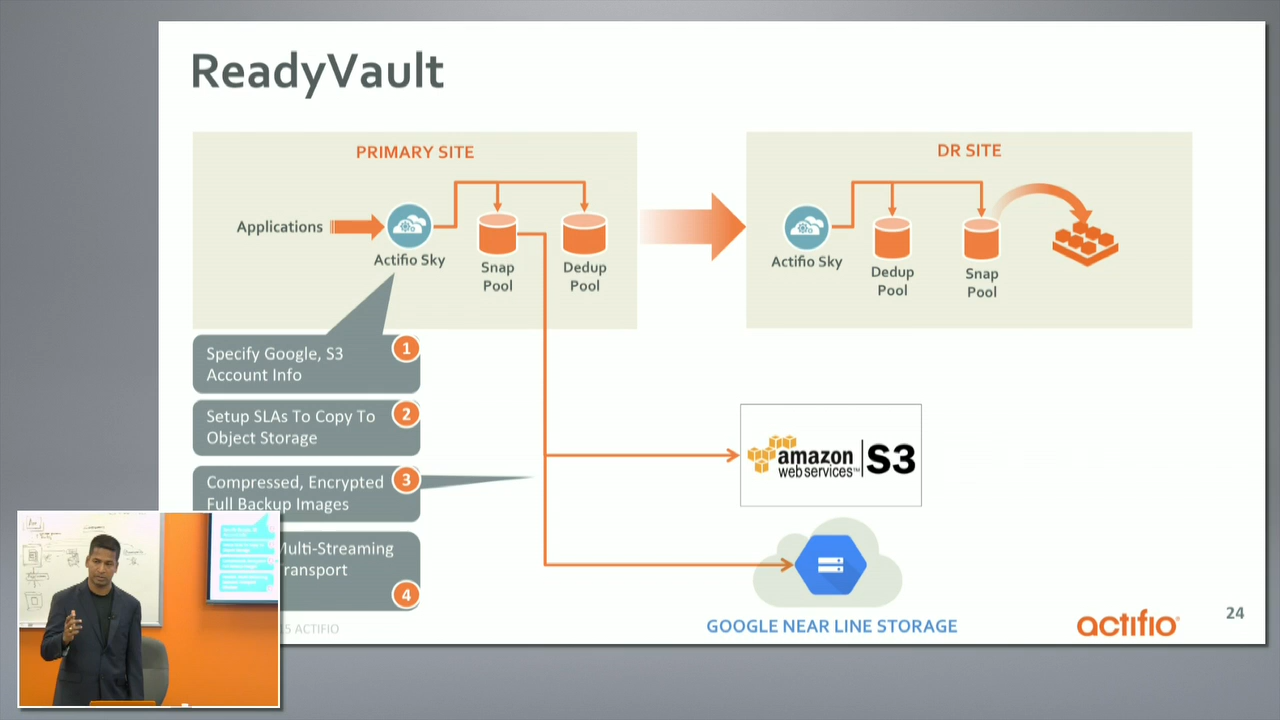 ReadyVault
PRIMARY SITE
Applications
Actifio Sky
Snap
Pool
Dedup
Pool
DR SITE
Actifio Sky
Dedup
Pool
Snap
Pool
Specify Google, S3
Account Info
1
Setup SLAs To Copy To
Object Storage
2
Compressed, Encrypted
Full Backup Images
3
Multi-Streaming
Transport
4
amazon
web services™
S3
GOOGLE NEAR LINE STORAGE
ACTIFIO
actifio
24